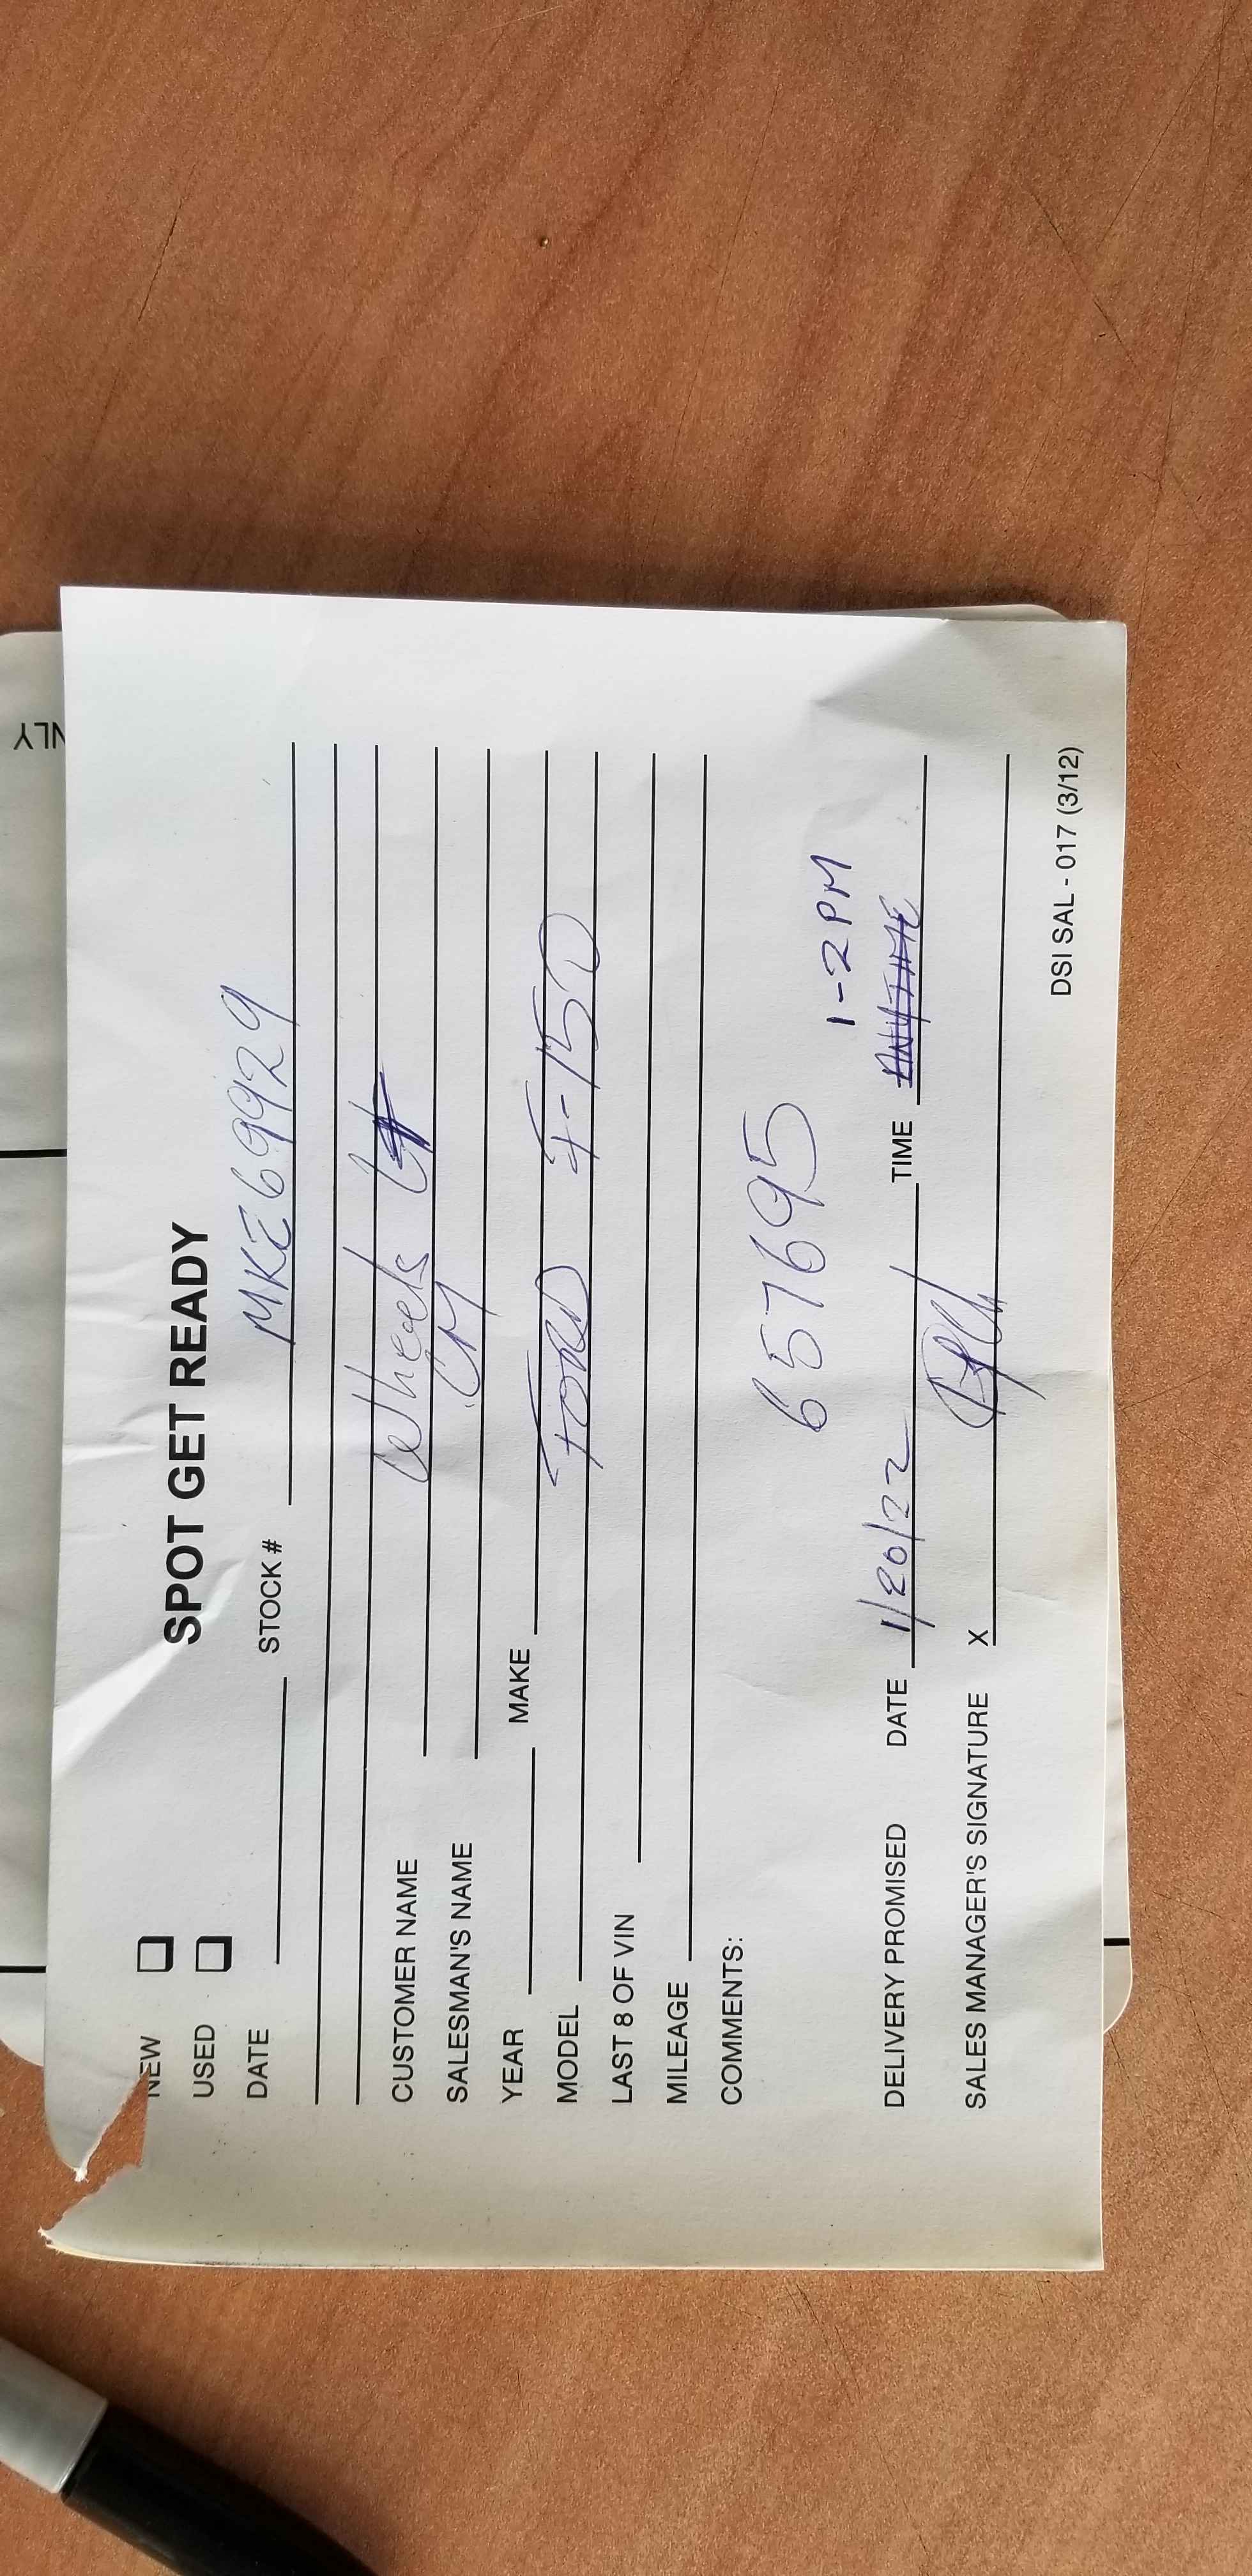 NLY
SPOT GET READY
NEW
USED
DATE STOCK # MKE69929
CUSTOMER NAME Wheels
SALESMAN'S NAME CM
YEAR MAKE FORD F-150
MODEL
LAST 8 OF VIN
MILEAGE
COMMENTS:
657695
1-2PM
DELIVERY PROMISED DATE 1/20/22 TIME ANYTIME
SALES MANAGER'S SIGNATURE X
DSI SAL - 017 (3/12)